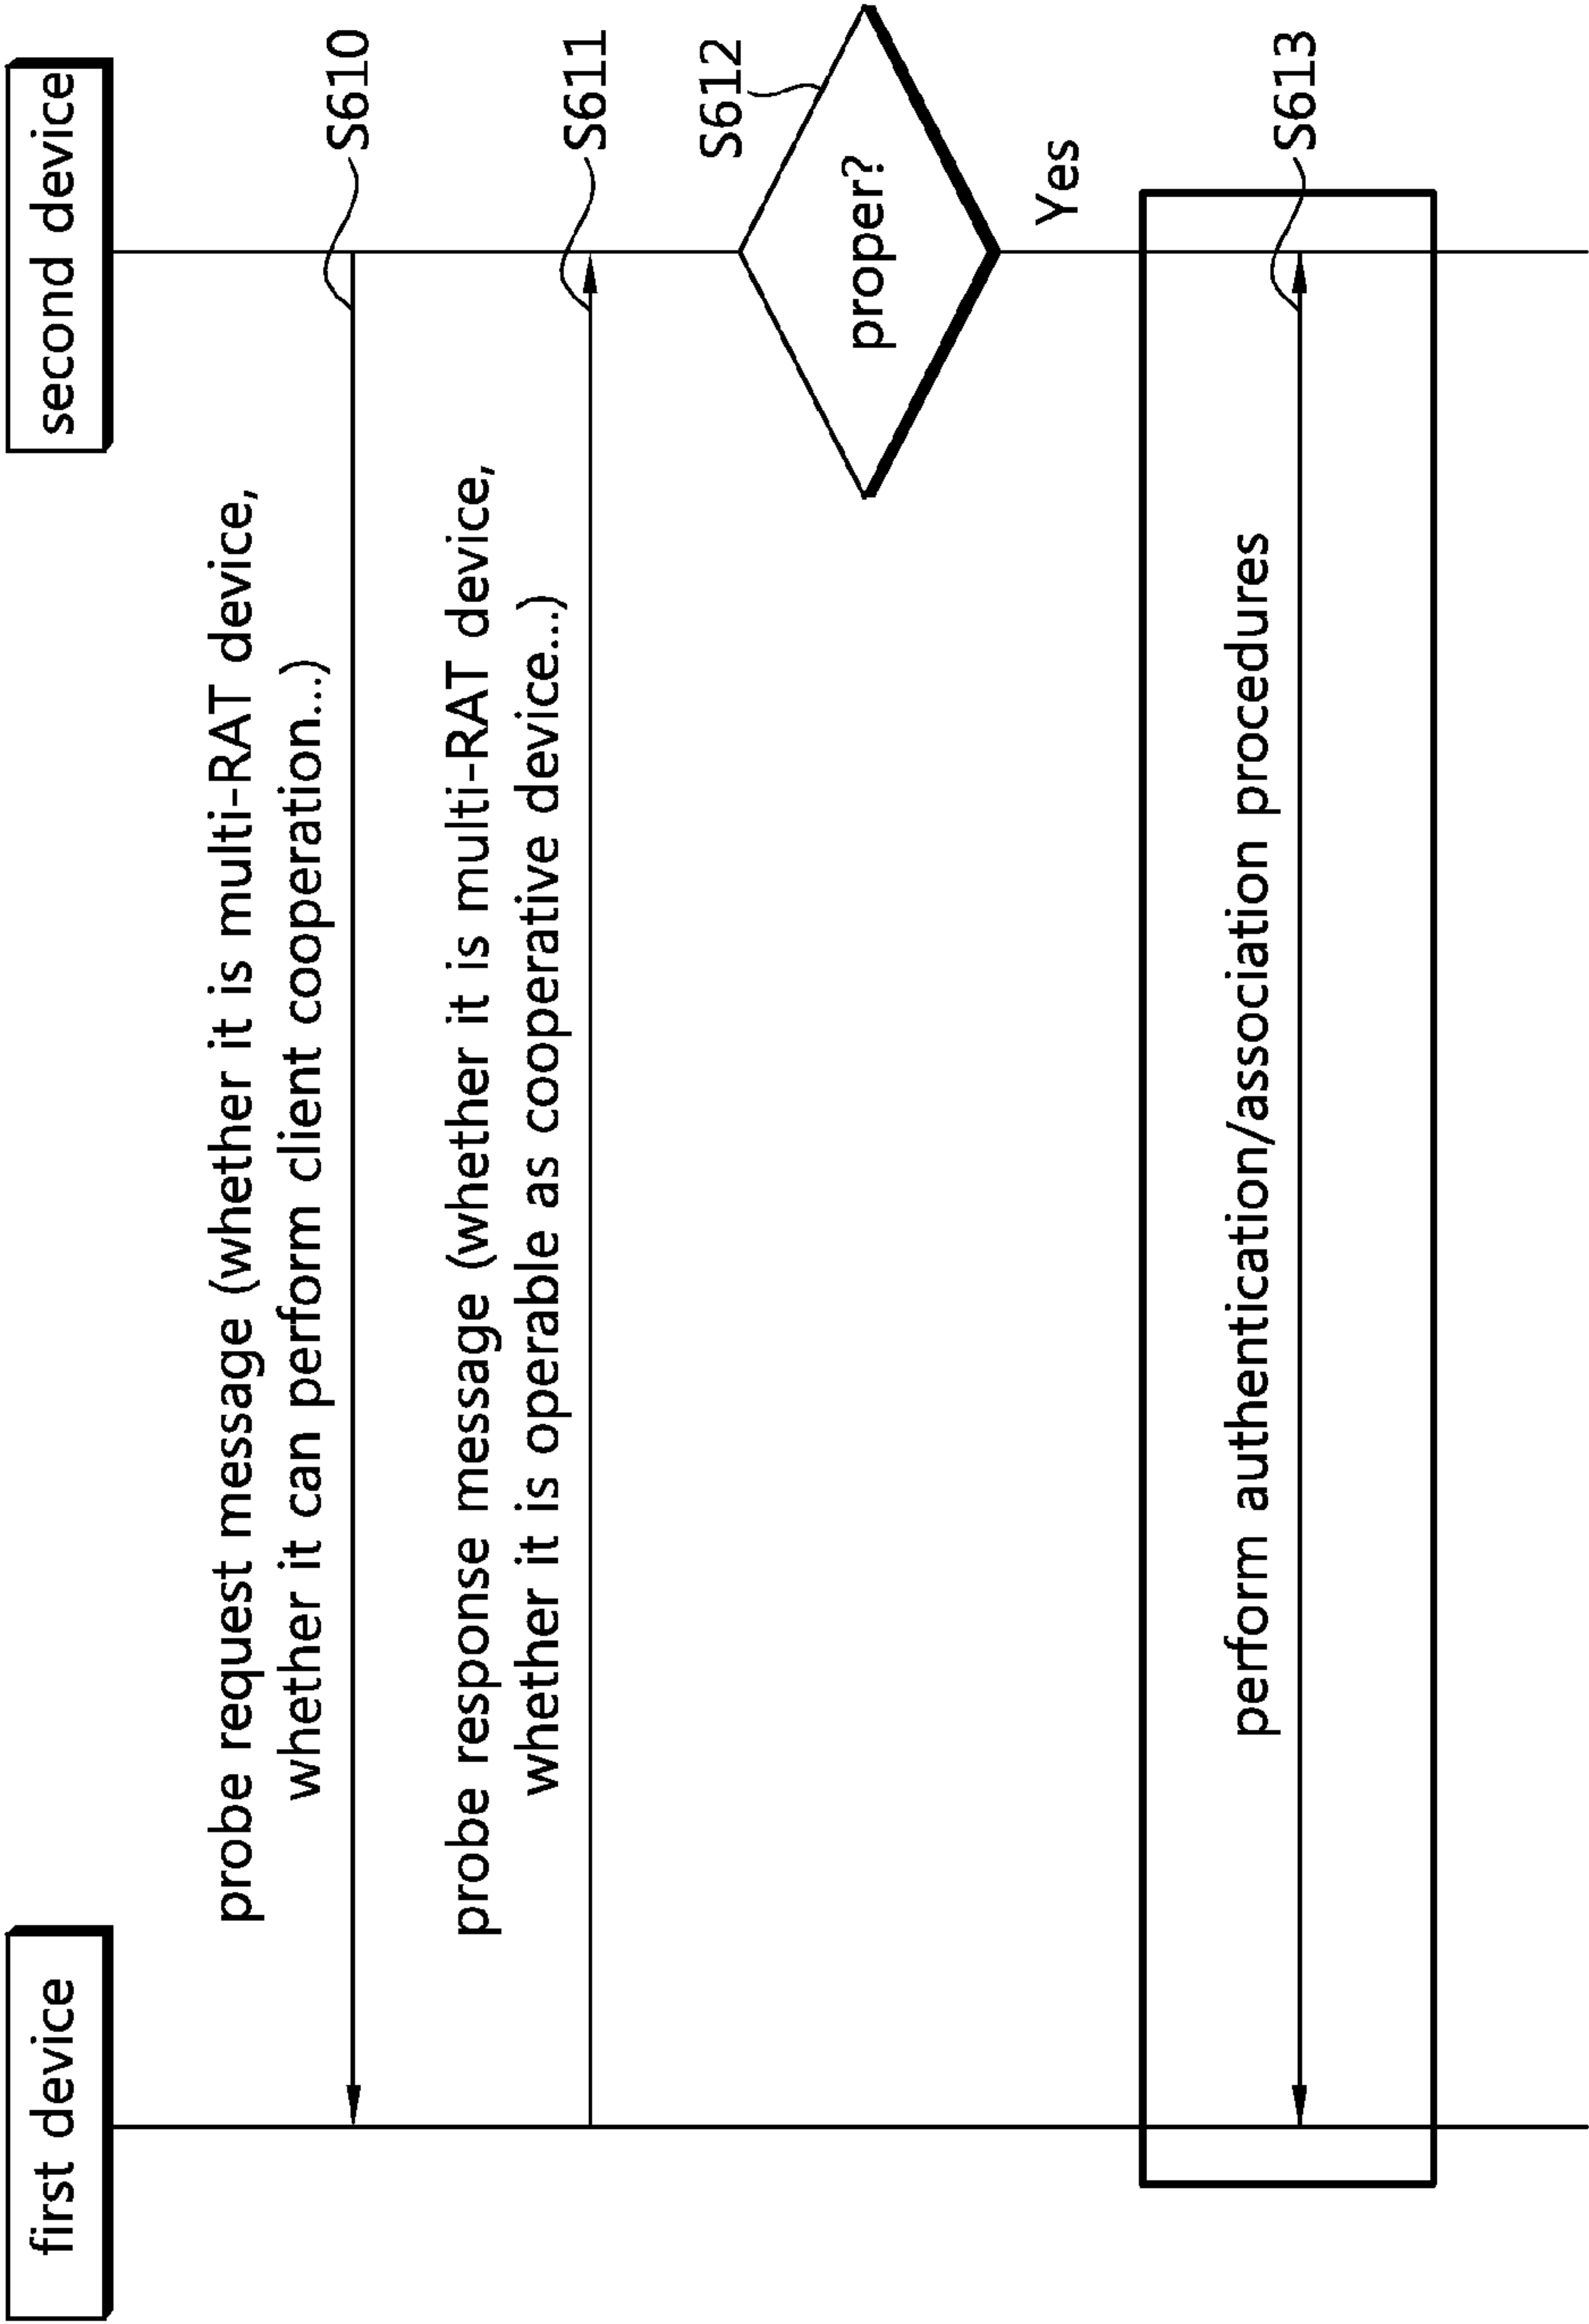 first device
second device
probe request message (whether it is multi-RAT device,
whether it can perform client cooperation...)
S610
probe response message (whether it is multi-RAT device,
whether it is operable as cooperative device...)
S611
S612
proper?
Yes
perform authentication/association procedures
S613